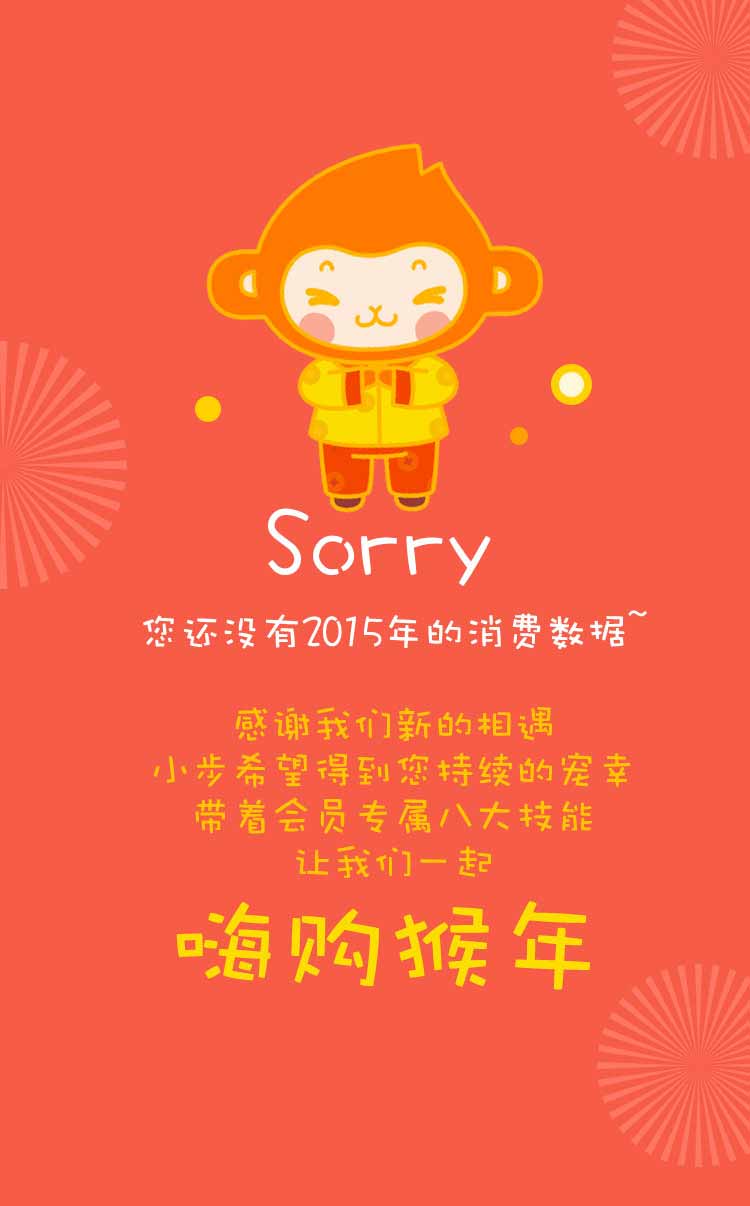 Sorry
您还没有2015年的消费数据~
感谢我们新的相遇
小步希望得到您持续的宠幸
带着会员专属八大技能
让我们一起
嗨购猴年